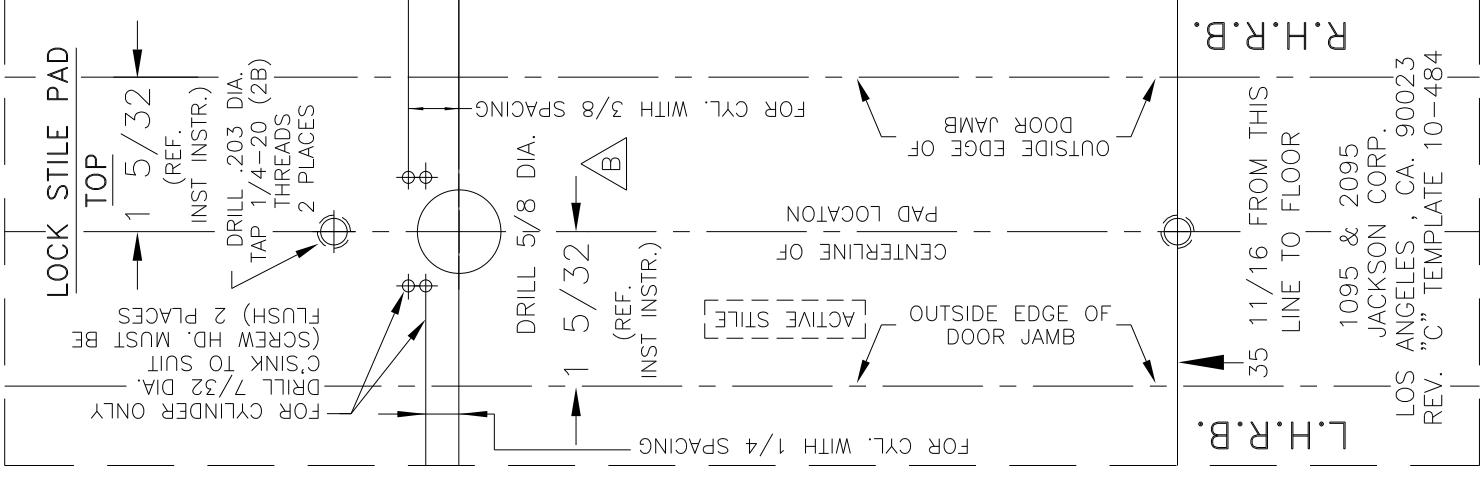 LOCK STILE PAD
TOP
1 5/32
(REF.
INST INSTR.)
DRILL .203 DIA.
TAP 1/4-20 (2B)
THREADS
2 PLACES
FOR CYLINDER ONLY
DRILL 7/32 DIA.
C'SINK TO SUIT
(SCREW HD. MUST BE
FLUSH) 2 PLACES
FOR CYL. WITH 3/8 SPACING
DRILL 5/8 DIA.
B
1 5/32
(REF.
INST INSTR.)
FOR CYL. WITH 1/4 SPACING
CENTERLINE OF
PAD LOCATON
ACTIVE STILE
OUTSIDE EDGE OF
DOOR JAMB
OUTSIDE EDGE OF
DOOR JAMB
R.H.R.B.
L.H.R.B.
35 11/16 FROM THIS
LINE TO FLOOR
1095 & 2095
JACKSON CORP.
LOS ANGELES , CA. 90023
REV. "C" TEMPLATE 10-484